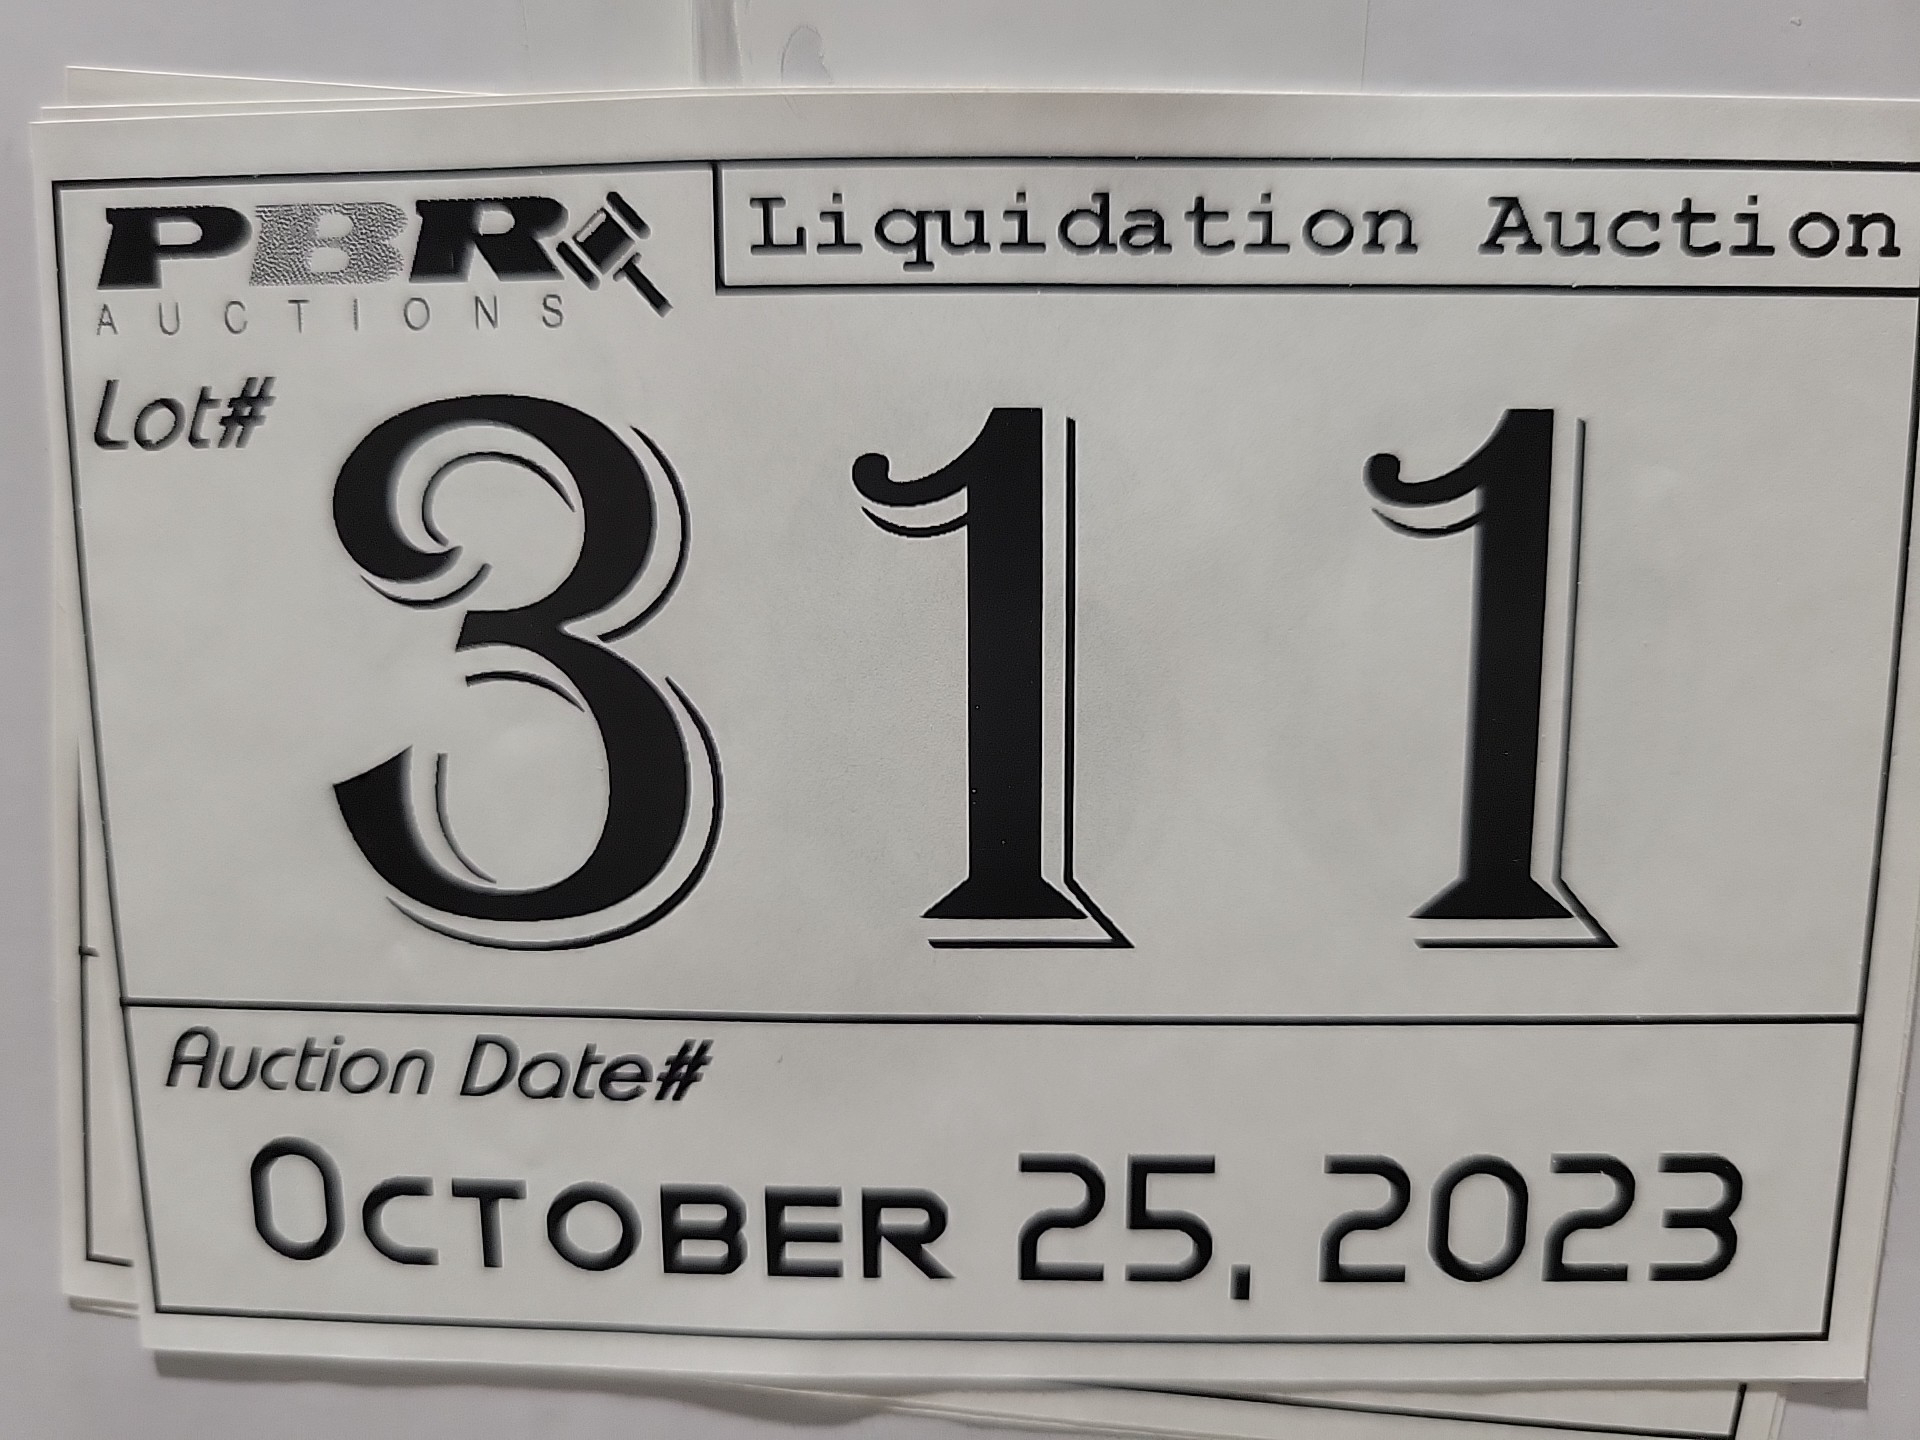 PBR
AUCTIONS
Liquidation Auction
Lot#
311
Auction Date#
October 25, 2023